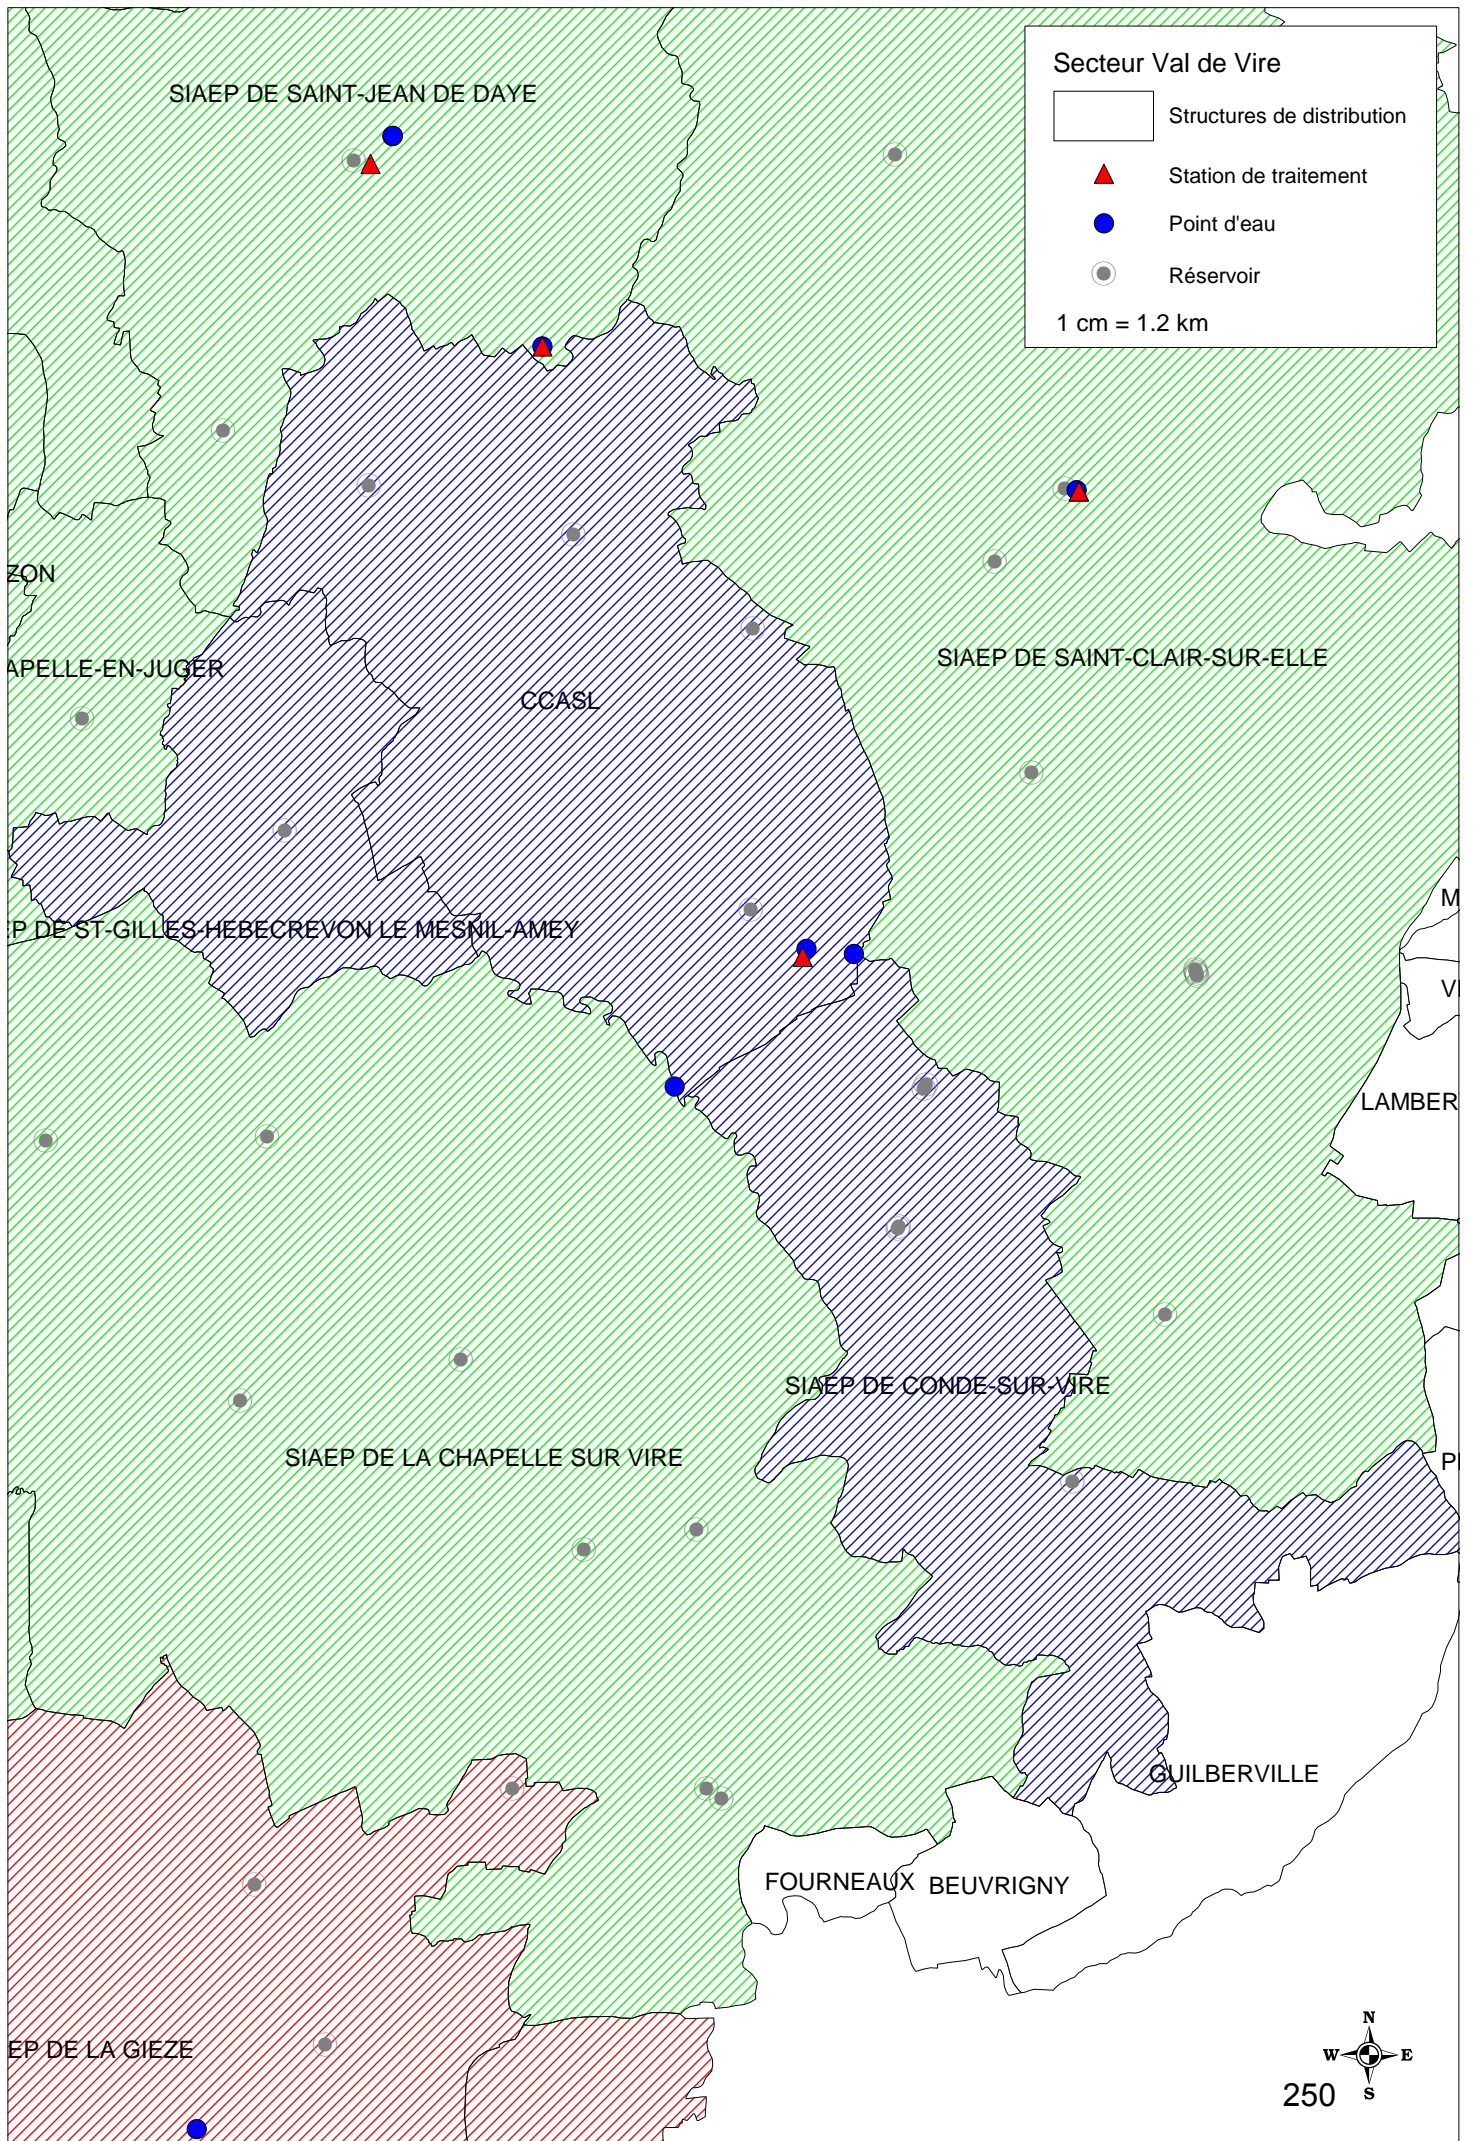 Secteur Val de Vire
Structures de distribution
Station de traitement
Point d'eau
Réservoir
1 cm = 1.2 km
SIAEP DE SAINT-JEAN DE DAYE
ZON
APELLE-EN-JUGER
SIAEP DE SAINT-CLAIR-SUR-ELLE
CCASL
M
EP DE ST-GILLES-HEBECREVON LE MESNIL-AMEY
VI
LAMBER
SIAEP DE CONDE-SUR-VIRE
SIAEP DE LA CHAPELLE SUR VIRE
GUILBERVILLE
FOURNEAUX
BEUVRIGNY
EP DE LA GIEZE
N
W E
S
250